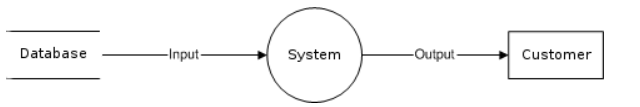 Database
Input
System
Output
Customer